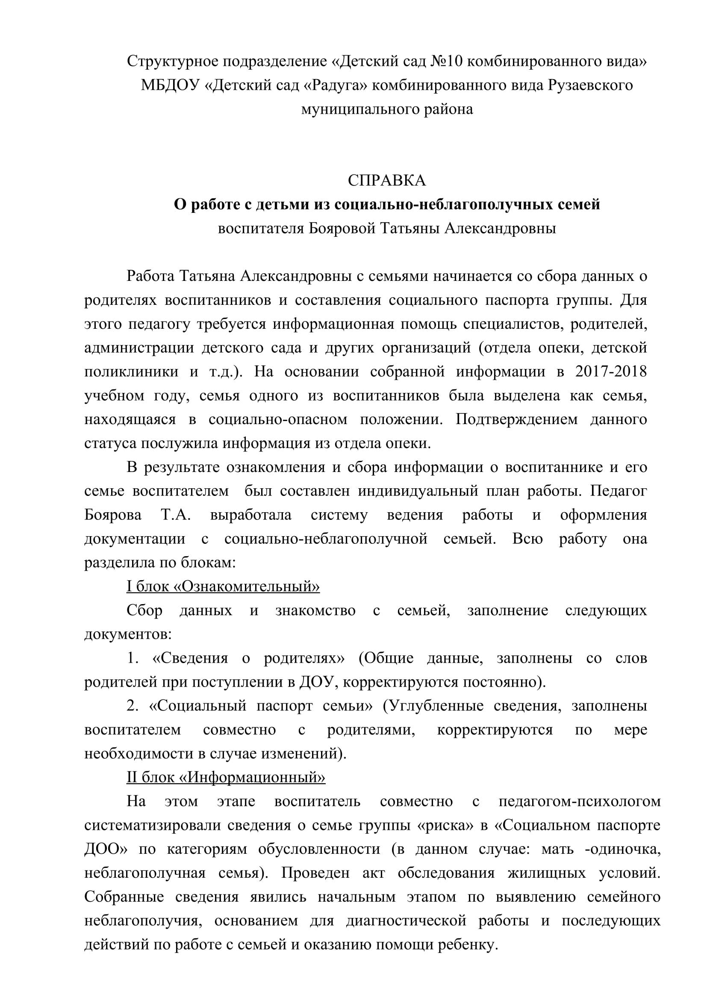 Структурное подразделение «Детский сад №10 комбинированного вида»
МБДОУ «Детский сад «Радуга» комбинированного вида Рузаевского
муниципального района
СПРАВКА
О работе с детьми из социально-неблагополучных семей
воспитателя Бояровой Татьяны Александровны
Работа Татьяна Александровны с семьями начинается со сбора данных о
родителях воспитанников и составления социального паспорта группы. Для
этого педагогу требуется информационная помощь специалистов, родителей,
администрации детского сада и других организаций (отдела опеки, детской
поликлиники и т.д.). На основании собранной информации в 2017-2018
учебном году, семья одного из воспитанников была выделена как семья,
находящаяся в социально-опасном положении. Подтверждением данного
статуса послужила информация из отдела опеки.
В результате ознакомления и сбора информации о воспитаннике и его
семье воспитателем был составлен индивидуальный план работы. Педагог
Боярова Т.А. выработала систему ведения работы и оформления
документации с социально-неблагополучной семьей. Всю работу она
разделила по блокам:
I блок «Ознакомительный»
Сбор данных и знакомство с семьей, заполнение следующих
документов:
1. «Сведения о родителях» (Общие данные, заполнены со слов
родителей при поступлении в ДОУ, корректируются постоянно).
2. «Социальный паспорт семьи» (Углубленные сведения, заполнены
воспитателем совместно с родителями, корректируются по мере
необходимости в случае изменений).
II блок «Информационный»
На этом этапе воспитатель совместно с педагогом-психологом
систематизировали сведения о семье группы «риска» в «Социальном паспорте
ДОО» по категориям обусловленности (в данном случае: мать -одиночка,
неблагополучная семья). Проведен акт обследования жилищных условий.
Собранные сведения явились начальным этапом по выявлению семейного
неблагополучия, основанием для диагностической работы и последующих
действий по работе с семьей и оказанию помощи ребенку.